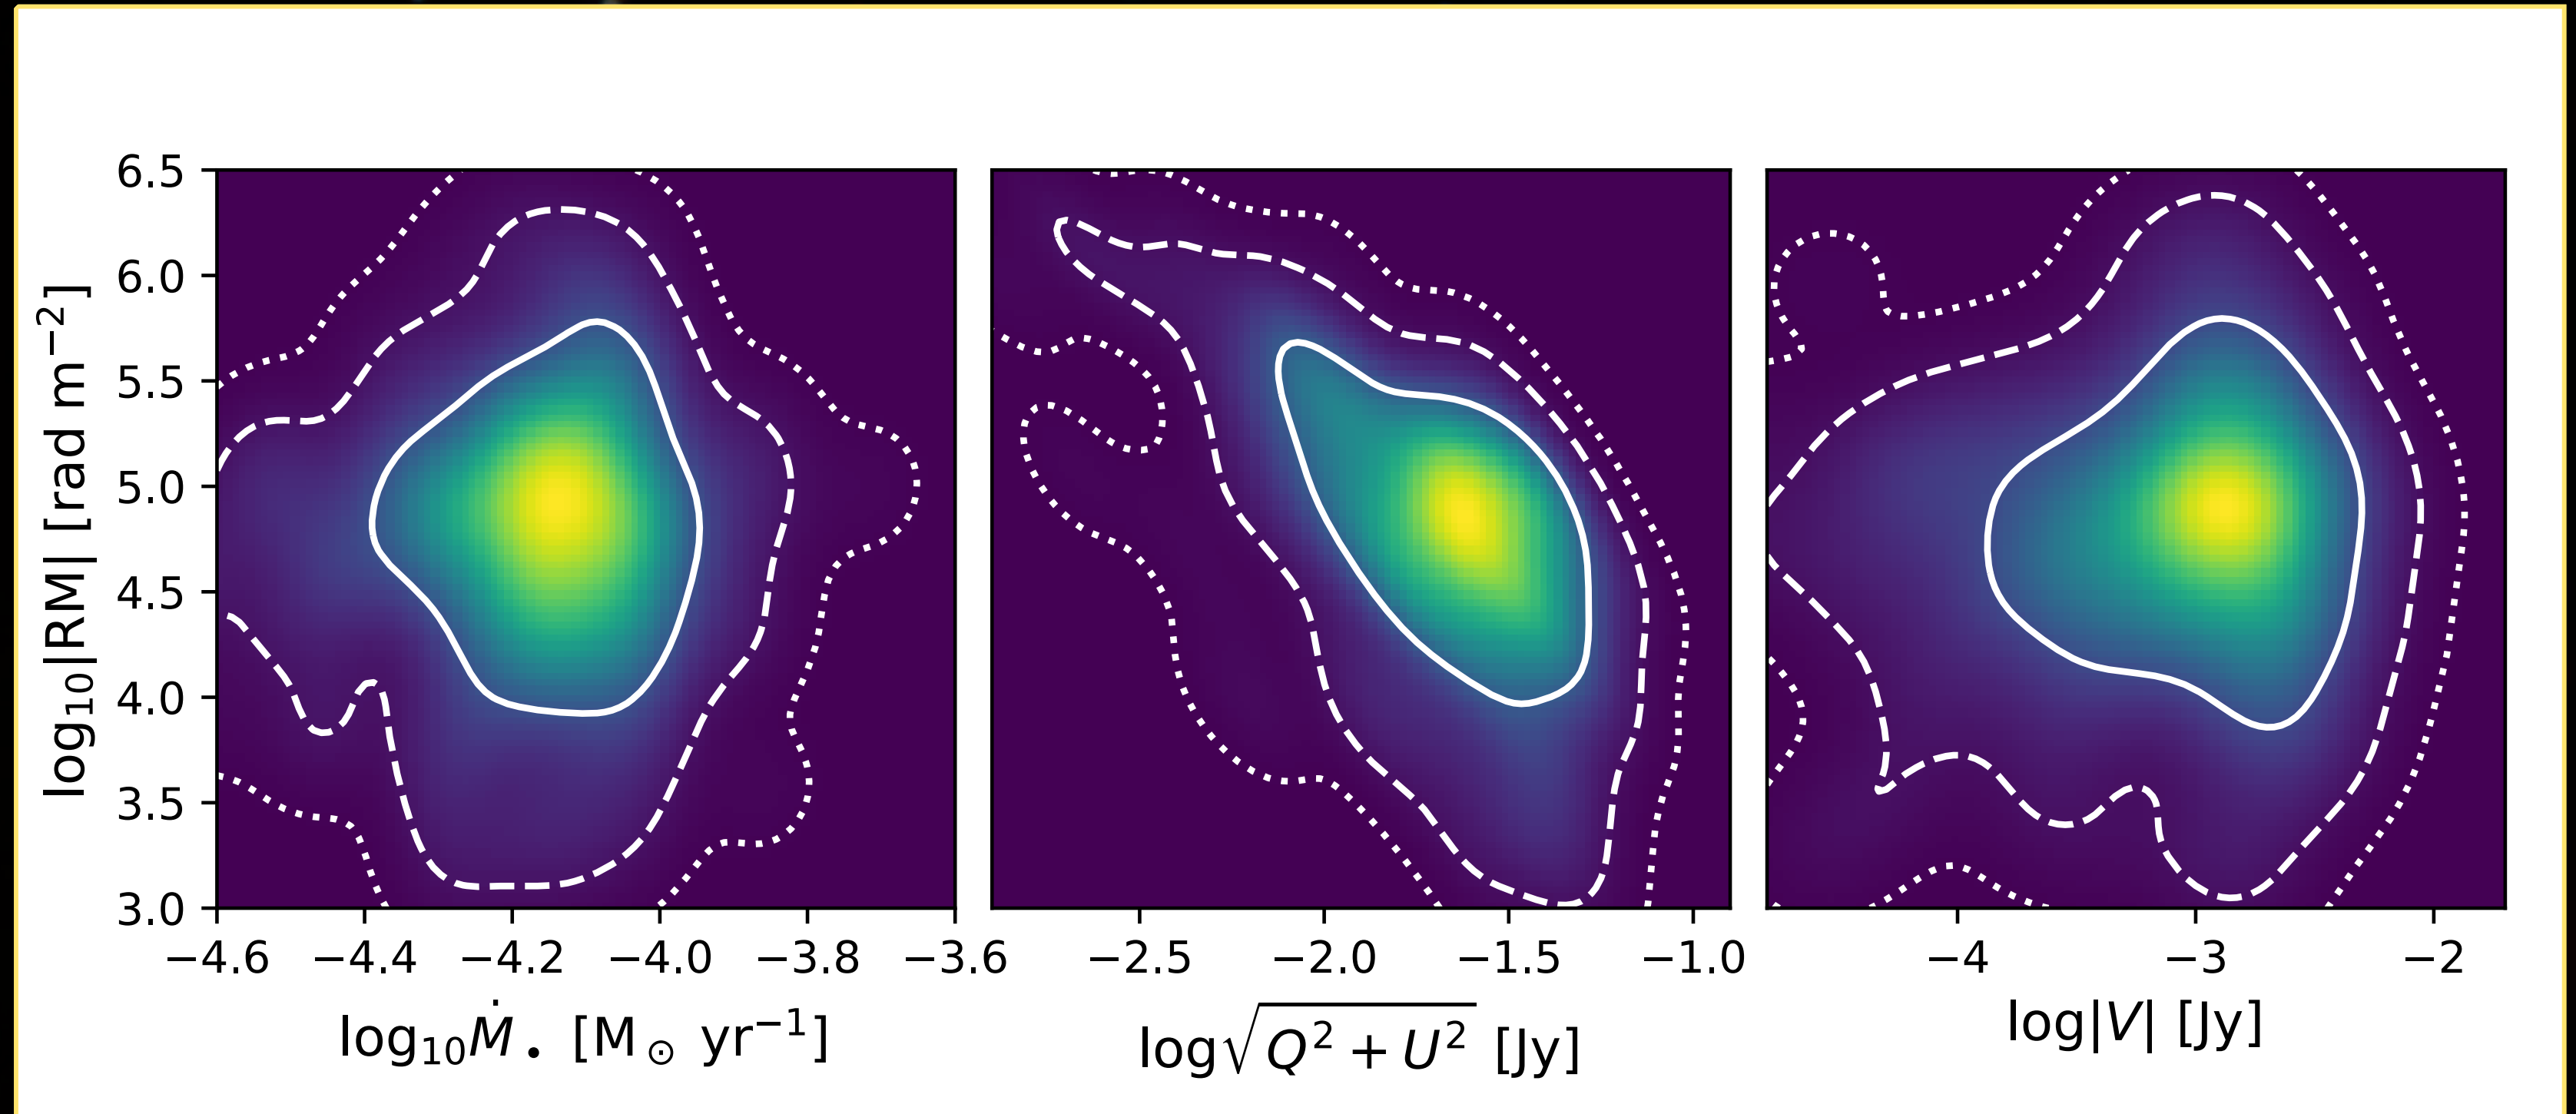 log₁₀|RM| [rad m⁻²]
6.5
6.0
5.5
5.0
4.5
4.0
3.5
3.0
−4.6 −4.4 −4.2 −4.0 −3.8 −3.6
−2.5 −2.0 −1.5 −1.0
−4 −3 −2
log₁₀Ṁ• [M⊙ yr⁻¹]
log√Q² + U² [Jy]
log|V| [Jy]